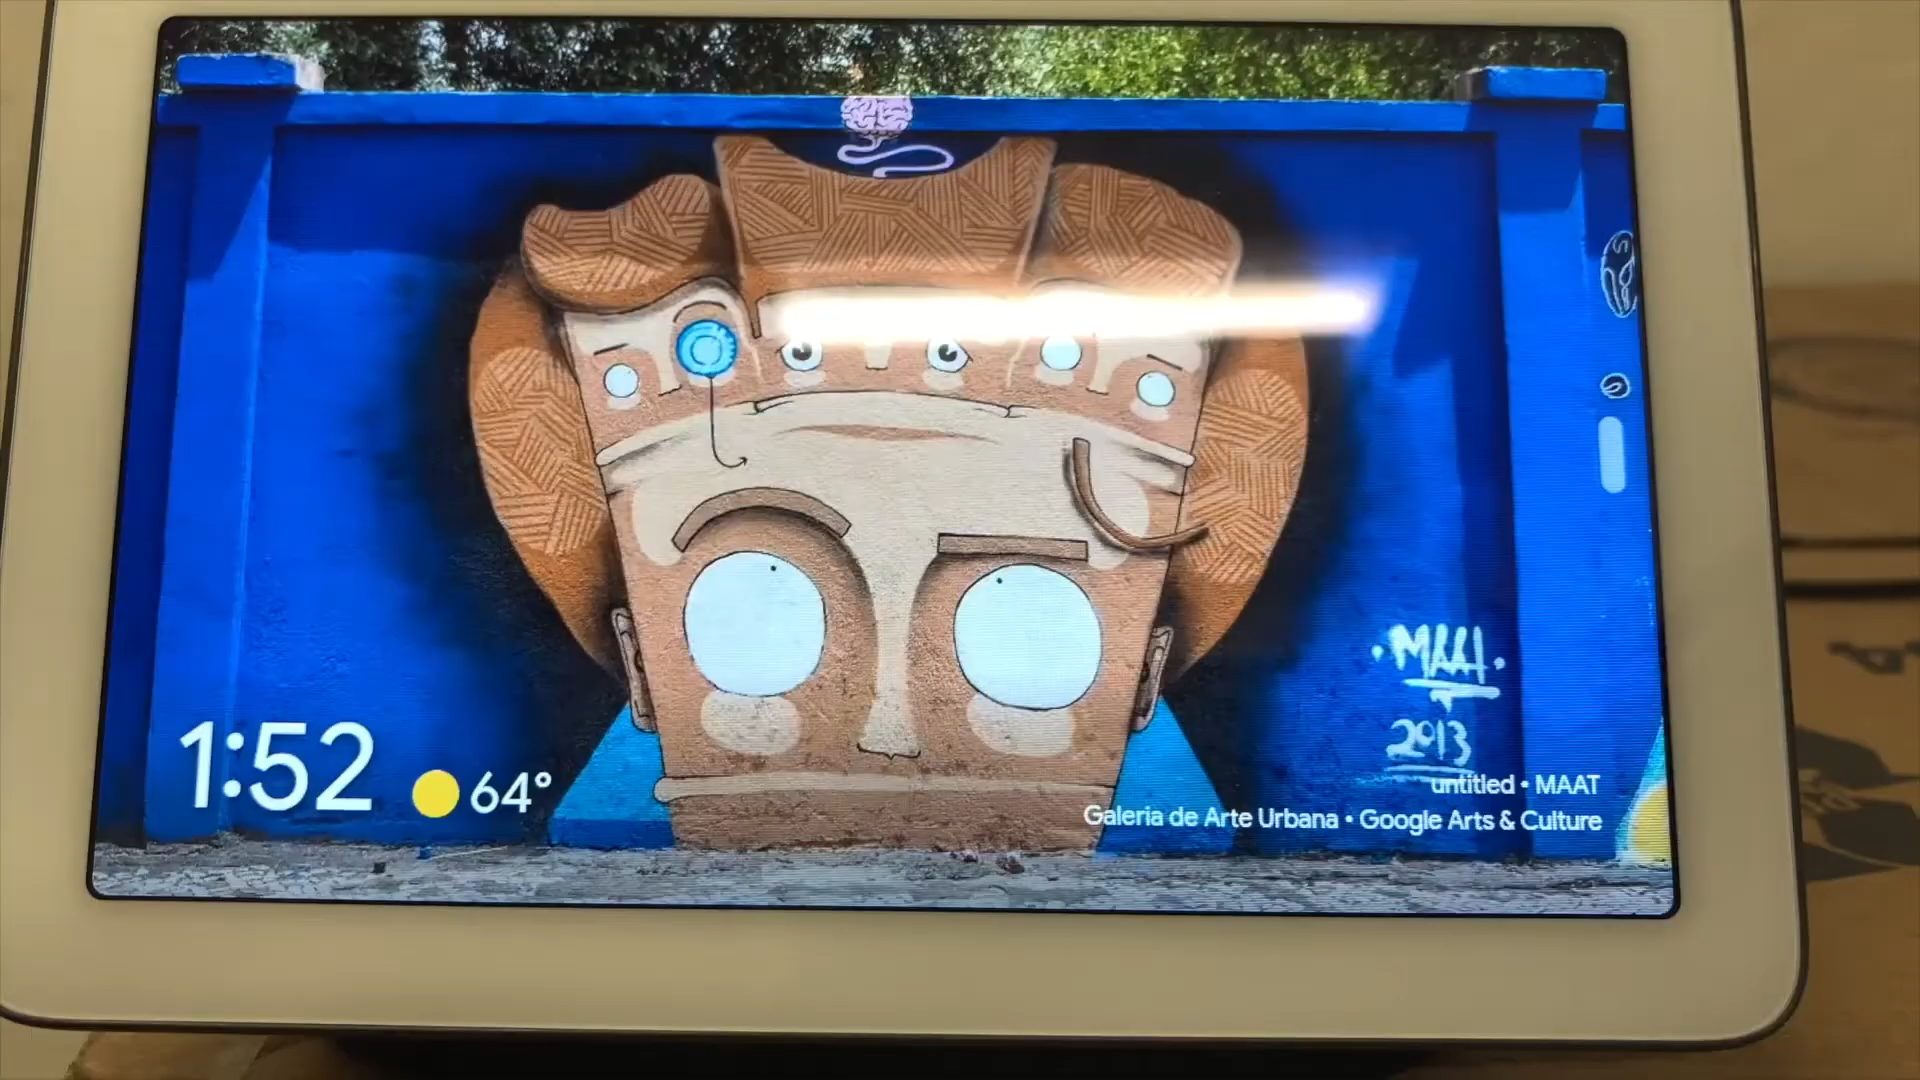 ·MAAT.
2013
1:52
64°
untitled • MAAT
Galeria de Arte Urbana • Google Arts & Culture